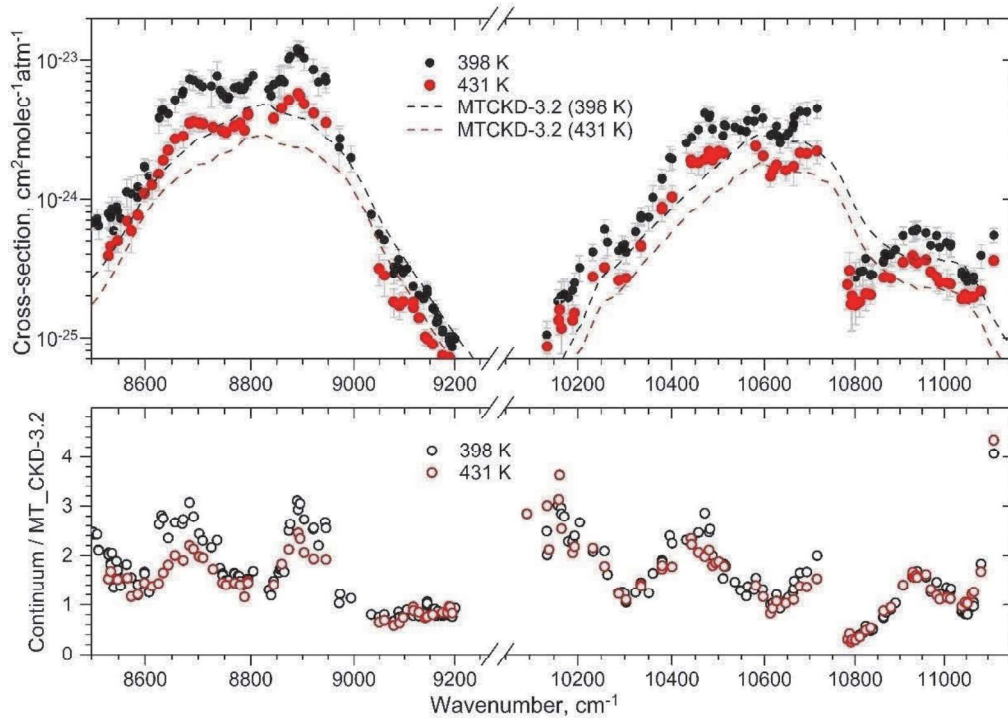 10⁻²³
10⁻²⁴
10⁻²⁵
Cross-section, cm²molec⁻¹atm⁻¹
398 K
431 K
MTCKD-3.2 (398 K)
MTCKD-3.2 (431 K)
8600 8800 9000 9200 10200 10400 10600 10800 11000
4
3
2
1
0
Continuum / MT_CKD-3.2
398 K
431 K
8600 8800 9000 9200 10200 10400 10600 10800 11000
Wavenumber, cm⁻¹